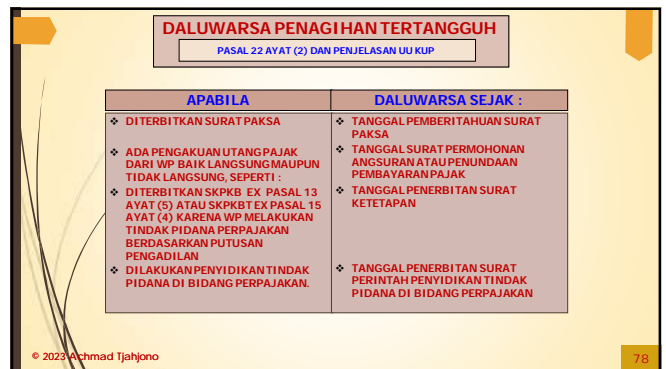 DALUWARSA PENAGIHAN TERTANGGUH
PASAL 22 AYAT (2) DAN PENJELASAN UU KUP
APABILA
❖ DITERBITKAN SURAT PAKSA
❖ ADA PENGAKUAN UTANG PAJAK
DARI WP BAIK LANGSUNG MAUPUN
TIDAK LANGSUNG, SEPERTI :
❖ DITERBITKAN SKPKB EX PASAL 13
AYAT (5) ATAU SKPKBT EX PASAL 15
AYAT (4) KARENA WP MELAKUKAN
TINDAK PIDANA PERPAJAKAN
BERDASARKAN PUTUSAN
PENGADILAN
❖ DILAKUKAN PENYIDIKAN TINDAK
PIDANA DI BIDANG PERPAJAKAN.
DALUWARSA SEJAK :
❖ TANGGAL PEMBERITAHUAN SURAT
PAKSA
❖ TANGGAL SURAT PERMOHONAN
ANGSURAN ATAU PENUNDAAN
PEMBAYARAN PAJAK
❖ TANGGAL PENERBITAN SURAT
KETETAPAN
❖ TANGGAL PENERBITAN SURAT
PERINTAH PENYIDIKAN TINDAK
PIDANA DI BIDANG PERPAJAKAN
© 2023 Achmad Tjahjono
78